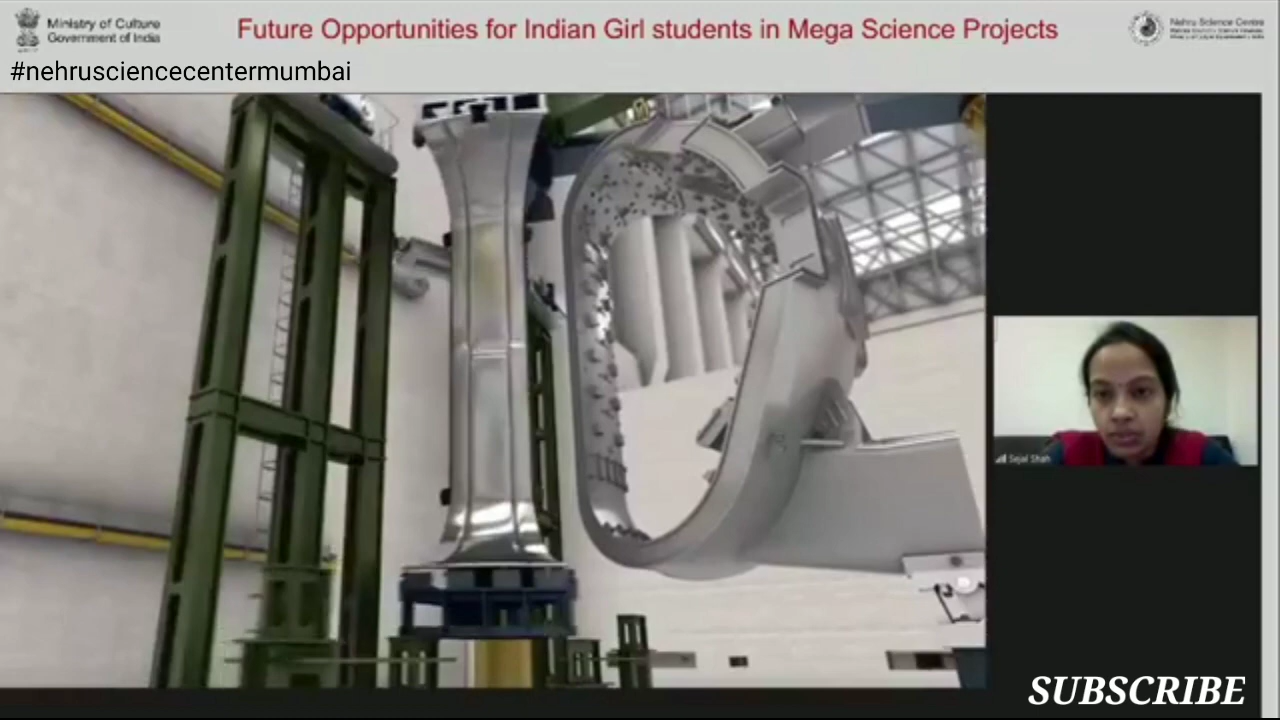 Ministry of Culture
Government of India
Future Opportunities for Indian Girl students in Mega Science Projects
Nehru Science Centre
#nehrusciencecentermumbai
Sejal Shah
SUBSCRIBE